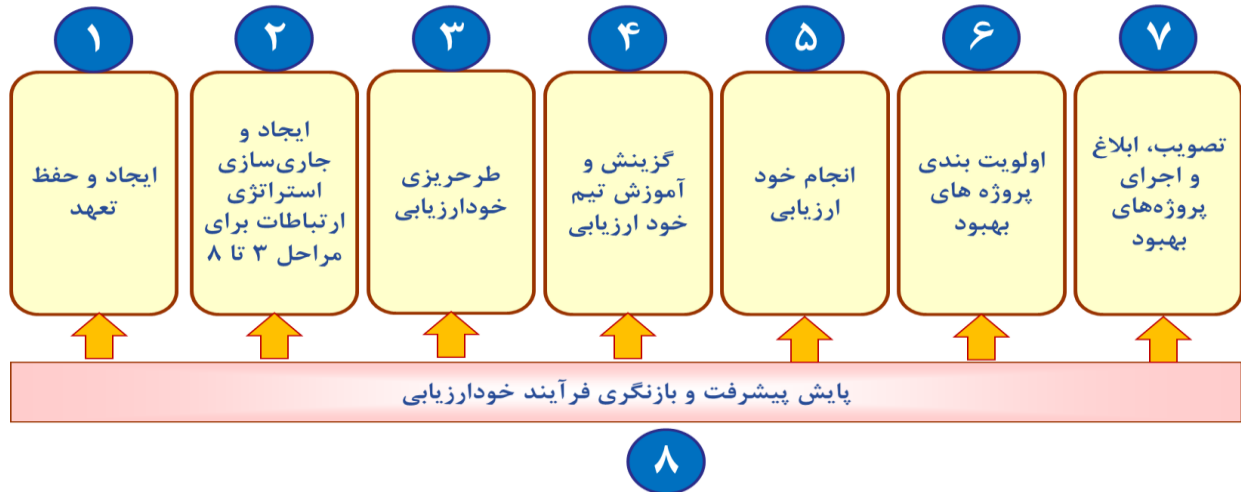 ۱
ایجاد و حفظ
تعهد
۲
ایجاد و
جاری‌سازی
استراتژی
ارتباطات برای
مراحل ۳ تا ۸
۳
طرحریزی
خودارزیابی
۴
گزینش و
آموزش تیم
خود ارزیابی
۵
انجام خود
ارزیابی
۶
اولویت بندی
پروژه های
بهبود
۷
تصویب، ابلاغ
و اجرای
پروژه‌های
بهبود
پایش پیشرفت و بازنگری فرآیند خودارزیابی
۸